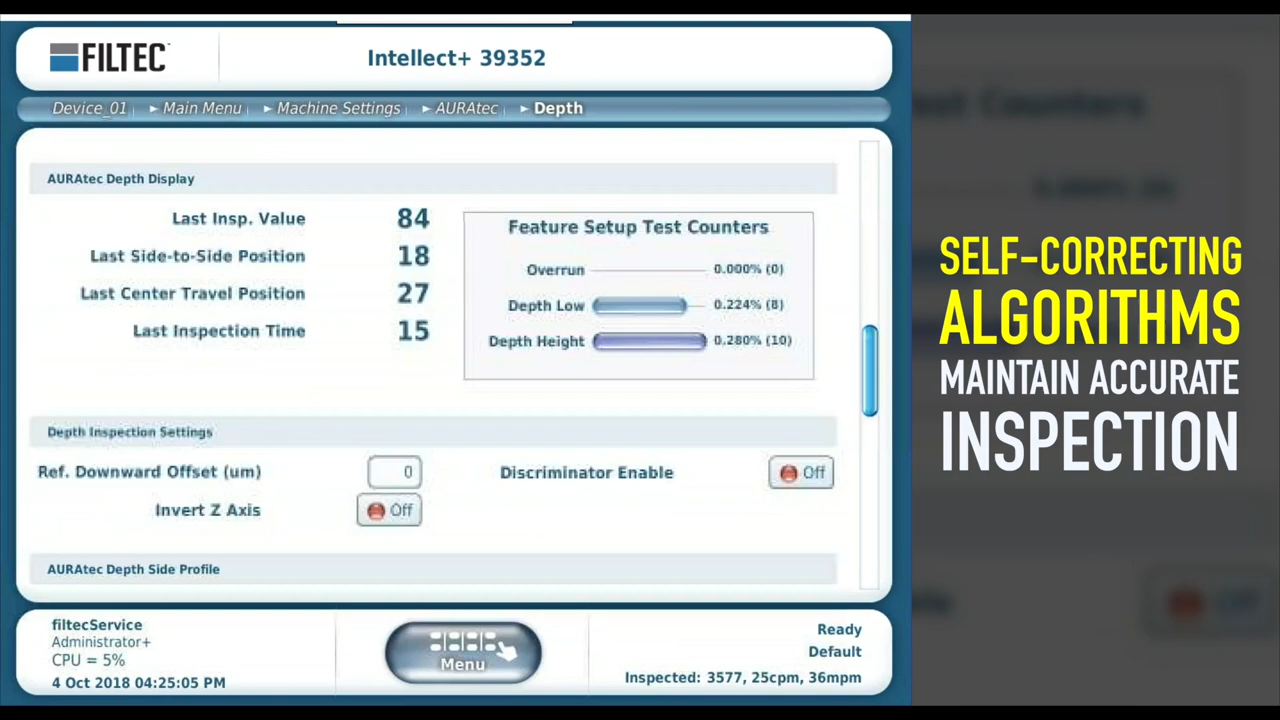 FILTEC
Intellect+ 39352
Device_01 ► Main Menu ► Machine Settings ► AURAtec ► Depth
AURAtec Depth Display
Last Insp. Value 84
Last Side-to-Side Position 18
Last Center Travel Position 27
Last Inspection Time 15
Feature Setup Test Counters
Overrun 0.000% (0)
Depth Low 0.224% (8)
Depth Height 0.280% (10)
Depth Inspection Settings
Ref. Downward Offset (um) 0
Discriminator Enable Off
Invert Z Axis Off
AURAtec Depth Side Profile
filtecService
Administrator+
CPU = 5%
4 Oct 2018 04:25:05 PM
Menu
Ready
Default
Inspected: 3577, 25cpm, 36mpm
SELF-CORRECTING
ALGORITHMS
MAINTAIN ACCURATE
INSPECTION